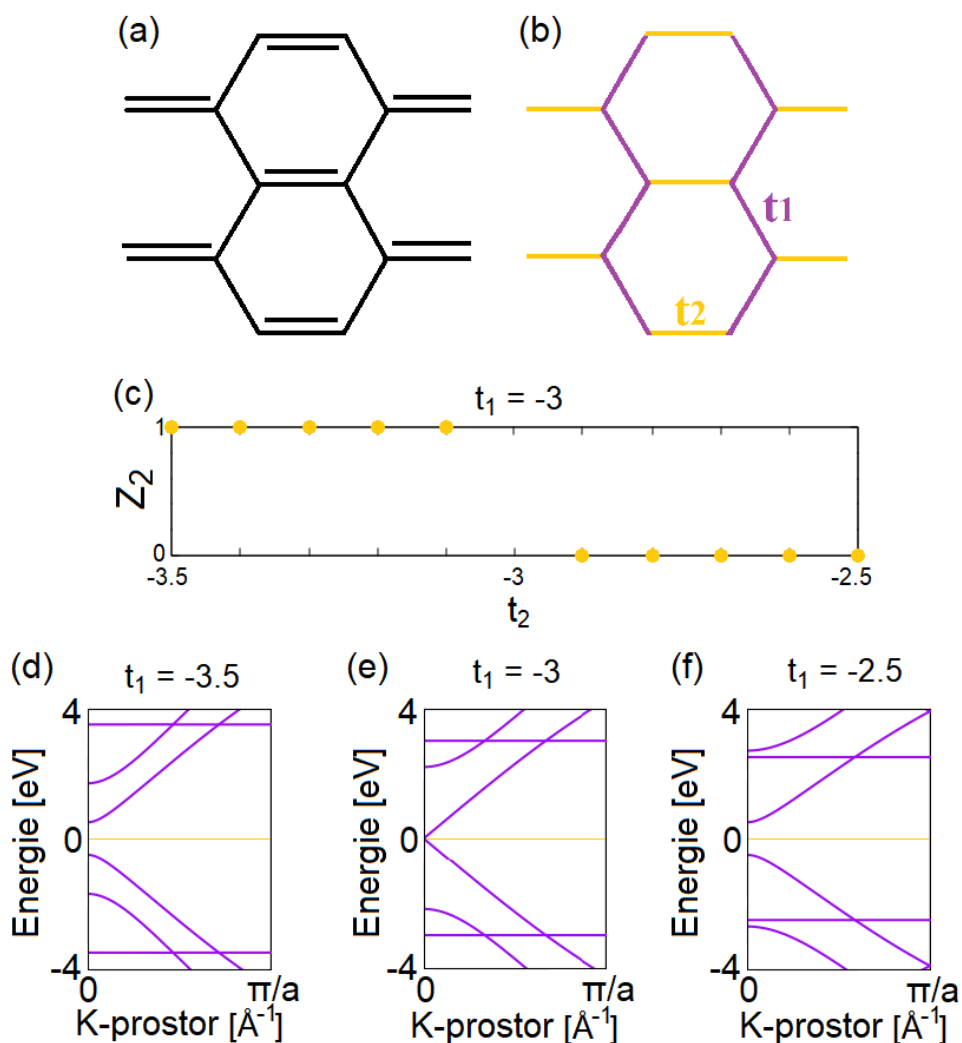 (a)
(b)
t1
t2
(c)
t₁ = -3
1
Z₂
0
-3.5
-3
-2.5
t₂
(d)
t₁ = -3.5
(e)
t₁ = -3
(f)
t₁ = -2.5
4
0
-4
Energie [eV]
0
π/a
K-prostor [Å⁻¹]
4
0
-4
Energie [eV]
0
π/a
K-prostor [Å⁻¹]
4
0
-4
Energie [eV]
0
π/a
K-prostor [Å⁻¹]